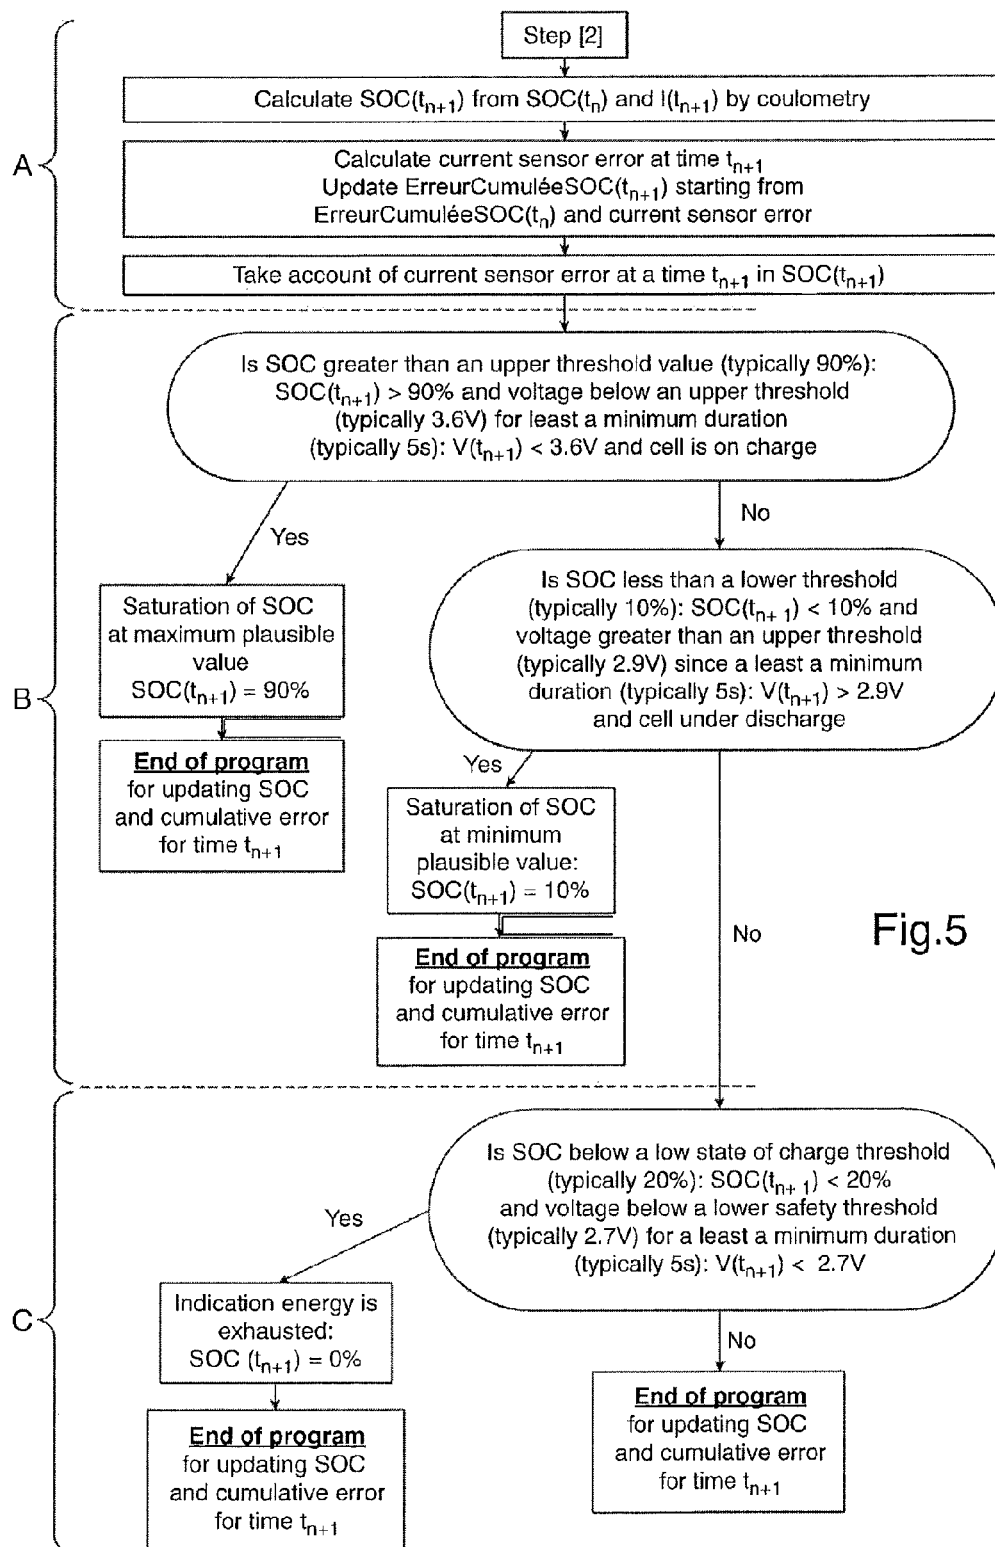 Step [2]
Calculate SOC(tn+1) from SOC(tn) and I(tn+1) by coulometry
A
Calculate current sensor error at time tn+1
Update ErreurCumuléeSOC(tn+1) starting from
ErreurCumuléeSOC(tn) and current sensor error
Take account of current sensor error at a time tn+1 in SOC(tn+1)
Is SOC greater than an upper threshold value (typically 90%):
SOC(tn+1) > 90% and voltage below an upper threshold
(typically 3.6V) for least a minimum duration
(typically 5s): V(tn+1) < 3.6V and cell is on charge
Yes
No
Saturation of SOC
at maximum plausible
value
SOC(tn+1) = 90%
Is SOC less than a lower threshold
(typically 10%): SOC(tn+ 1) < 10% and
voltage greater than an upper threshold
(typically 2.9V) since a least a minimum
duration (typically 5s): V(tn+1) > 2.9V
and cell under discharge
B
End of program
for updating SOC
and cumulative error
for time tn+1
Yes
Saturation of SOC
at minimum
plausible value:
SOC(tn+1) = 10%
No
Fig.5
End of program
for updating SOC
and cumulative error
for time tn+1
Is SOC below a low state of charge threshold
(typically 20%): SOC(tn+ 1) < 20%
and voltage below a lower safety threshold
(typically 2.7V) for a least a minimum duration
(typically 5s): V(tn+1) < 2.7V
Yes
C
Indication energy is
exhausted:
SOC (tn+1) = 0%
No
End of program
for updating SOC
and cumulative error
for time tn+1
End of program
for updating SOC
and cumulative error
for time tn+1